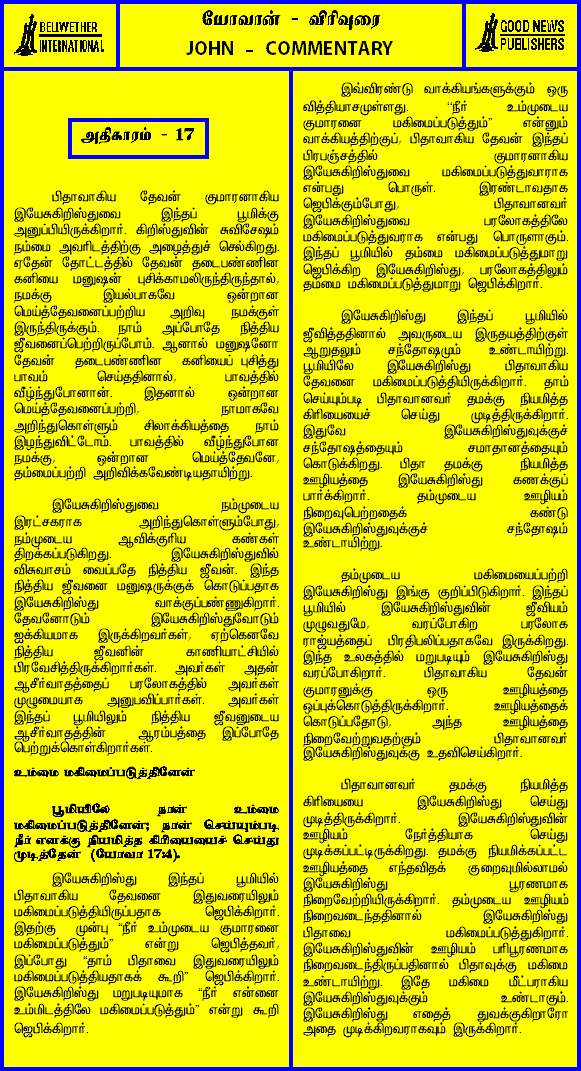 BELLWETHER
INTERNATIONAL
யோவான் - விரிவுரை
JOHN - COMMENTARY
GOOD NEWS
PUBLISHERS
அதிகாரம் - 17
பிதாவாகிய தேவன் குமாரனாகிய
இயேசுகிறிஸ்துவை இந்தப் பூமிக்கு
அனுப்பியிருக்கிறார். கிறிஸ்துவின் சுவிசேஷம்
நம்மை அவரிடத்திற்கு அழைத்துச் செல்கிறது.
ஏதேன் தோட்டத்தில் தேவன் தடைபண்ணின
கனியை மனுஷன் புசிக்காமலிருந்திருந்தால்,
நமக்கு இயல்பாகவே ஒன்றான
மெய்த்தேவனைப்பற்றிய அறிவு நமக்குள்
இருந்திருக்கும். நாம் அப்போதே நித்திய
ஜீவனைப்பெற்றிருப்போம். ஆனால் மனுஷனோ
தேவன் தடைபண்ணின கனியைப் புசித்து
பாவம் செய்ததினால், பாவத்தில்
வீழ்ந்துபோனான். இதனால் ஒன்றான
மெய்த்தேவனைப்பற்றி, நாமாகவே
அறிந்துகொள்ளும் சிலாக்கியத்தை நாம்
இழந்துவிட்டோம். பாவத்தில் வீழ்ந்துபோன
நமக்கு, ஒன்றான மெய்த்தேவனே,
தம்மைப்பற்றி அறிவிக்கவேண்டியதாயிற்று.
இயேசுகிறிஸ்துவை நம்முடைய
இரட்சகராக அறிந்துகொள்ளும்போது,
நம்முடைய ஆவிக்குரிய கண்கள்
திறக்கப்படுகிறது. இயேசுகிறிஸ்துவில்
விசுவாசம் வைப்பதே நித்திய ஜீவன். இந்த
நித்திய ஜீவனை மனுஷருக்குக் கொடுப்பதாக
இயேசுகிறிஸ்து வாக்குப்பண்ணுகிறார்.
தேவனோடும் இயேசுகிறிஸ்துவோடும்
ஐக்கியமாக இருக்கிறவர்கள், ஏற்கெனவே
நித்திய ஜீவனின் காணியாட்சியில்
பிரவேசித்திருக்கிறார்கள். அவர்கள் அதன்
ஆசீர்வாதத்தைப் பரலோகத்தில் அவர்கள்
முழுமையாக அனுபவிப்பார்கள். அவர்கள்
இந்தப் பூமியிலும் நித்திய ஜீவனுடைய
ஆசீர்வாதத்தின் ஆரம்பத்தை இப்போதே
பெற்றுக்கொள்கிறார்கள்.
உம்மை மகிமைப்படுத்தினேன்
பூமியிலே நான் உம்மை
மகிமைப்படுத்தினேன்; நான் செய்யும்படி
நீர் எனக்கு நியமித்த கிரியையைச் செய்து
முடித்தேன் (யோவா 17:4).
இயேசுகிறிஸ்து இந்தப் பூமியில்
பிதாவாகிய தேவனை இதுவரையிலும்
மகிமைப்படுத்தியிருப்பதாக ஜெபிக்கிறார்.
இதற்கு முன்பு “நீர் உம்முடைய குமாரனை
மகிமைப்படுத்தும்” என்று ஜெபித்தவர்,
இப்போது “தாம் பிதாவை இதுவரையிலும்
மகிமைப்படுத்தியதாகக் கூறி” ஜெபிக்கிறார்.
இயேசுகிறிஸ்து மறுபடியுமாக “நீர் என்னை
உம்மிடத்திலே மகிமைப்படுத்தும்” என்று கூறி
ஜெபிக்கிறார்.
இவ்விரண்டு வாக்கியங்களுக்கும் ஒரு
வித்தியாசமுள்ளது. “நீர் உம்முடைய
குமாரனை மகிமைப்படுத்தும்” என்னும்
வாக்கியத்திற்குப், பிதாவாகிய தேவன் இந்தப்
பிரபஞ்சத்தில் குமாரனாகிய
இயேசுகிறிஸ்துவை மகிமைப்படுத்துவாராக
என்பது பொருள். இரண்டாவதாக
ஜெபிக்கும்போது, பிதாவானவர்
இயேசுகிறிஸ்துவை பரலோகத்திலே
மகிமைப்படுத்துவராக என்பது பொருளாகும்.
இந்தப் பூமியில் தம்மை மகிமைப்படுத்துமாறு
ஜெபிக்கிற இயேசுகிறிஸ்து, பரலோகத்திலும்
தம்மை மகிமைப்படுத்துமாறு ஜெபிக்கிறார்.
இயேசுகிறிஸ்து இந்தப் பூமியில்
ஜீவித்ததினால் அவருடைய இருதயத்திற்குள்
ஆறுதலும் சந்தோஷமும் உண்டாயிற்று.
பூமியிலே இயேசுகிறிஸ்து பிதாவாகிய
தேவனை மகிமைப்படுத்தியிருக்கிறார். தாம்
செய்யும்படி பிதாவானவர் தமக்கு நியமித்த
கிரியையைச் செய்து முடித்திருக்கிறார்.
இதுவே இயேசுகிறிஸ்துவுக்குச்
சந்தோஷத்தையும் சமாதானத்தையும்
கொடுக்கிறது. பிதா தமக்கு நியமித்த
ஊழியத்தை இயேசுகிறிஸ்து கணக்குப்
பார்க்கிறார். தம்முடைய ஊழியம்
நிறைவுபெற்றதைக் கண்டு
இயேசுகிறிஸ்துவுக்குச் சந்தோஷம்
உண்டாயிற்று.
தம்முடைய மகிமையைப்பற்றி
இயேசுகிறிஸ்து இங்கு குறிப்பிடுகிறார். இந்தப்
பூமியில் இயேசுகிறிஸ்துவின் ஜீவியம்
முழுவதுமே, வரப்போகிற பரலோக
ராஜ்யத்தைப் பிரதிபலிப்பதாகவே இருக்கிறது.
இந்த உலகத்தில் மறுபடியும் இயேசுகிறிஸ்து
வரப்போகிறார். பிதாவாகிய தேவன்
குமாரனுக்கு ஒரு ஊழியத்தை
ஒப்புக்கொடுத்திருக்கிறார். ஊழியத்தைக்
கொடுப்பதோடு, அந்த ஊழியத்தை
நிறைவேற்றுவதற்கும் பிதாவானவர்
இயேசுகிறிஸ்துவுக்கு உதவிசெய்கிறார்.
பிதாவானவர் தமக்கு நியமித்த
கிரியையை இயேசுகிறிஸ்து செய்து
முடித்திருக்கிறார். இயேசுகிறிஸ்துவின்
ஊழியம் நேர்த்தியாக செய்து
முடிக்கப்பட்டிருக்கிறது. தமக்கு நியமிக்கப்பட்ட
ஊழியத்தை எந்தவிதக் குறைவுமில்லாமல்
இயேசுகிறிஸ்து பூரணமாக
நிறைவேற்றியிருக்கிறார். தம்முடைய ஊழியம்
நிறைவடைந்ததினால் இயேசுகிறிஸ்து
பிதாவை மகிமைப்படுத்துகிறார்.
இயேசுகிறிஸ்துவின் ஊழியம் பரிபூரணமாக
நிறைவடைந்திருப்பதினால் பிதாவுக்கு மகிமை
உண்டாயிற்று. இதே மகிமை மீட்பராகிய
இயேசுகிறிஸ்துவுக்கும் உண்டாகும்.
இயேசுகிறிஸ்து எதைத் துவக்குகிறாரோ
அதை முடிக்கிறவராகவும் இருக்கிறார்.